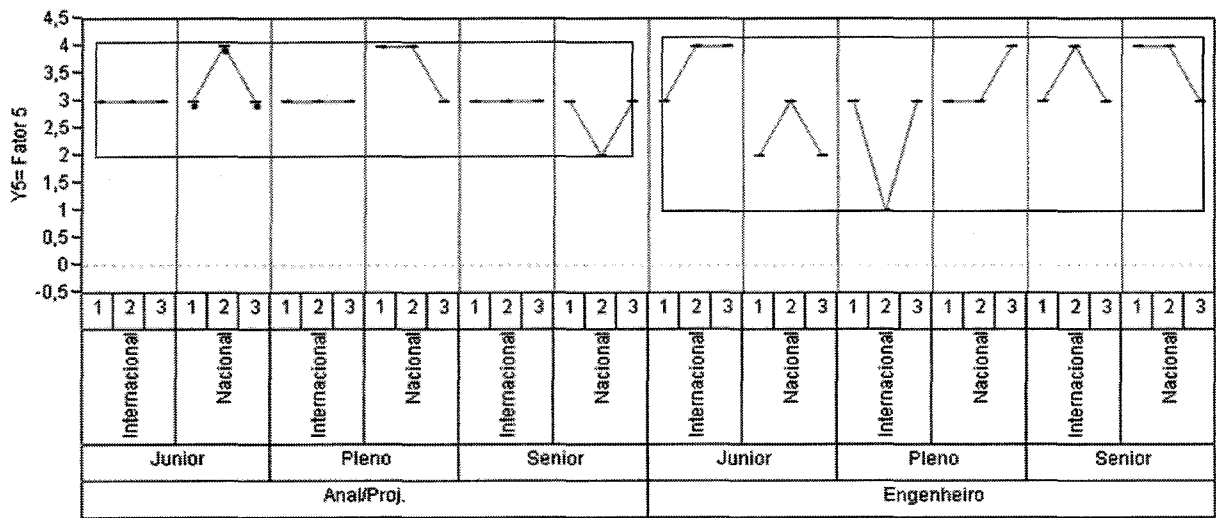 Y5= Fator 5
4,5
4
3,5
3
2,5
2
1,5
1
0,5
0
-0,5
1 2 3 1 2 3 1 2 3 1 2 3 1 2 3 1 2 3 1 2 3 1 2 3 1 2 3 1 2 3 1 2 3 1 2 3
Internacional Nacional Internacional Nacional Internacional Nacional Internacional Nacional Internacional Nacional Internacional Nacional
Junior Pleno Senior Junior Pleno Senior
Anal/Proj. Engenheiro